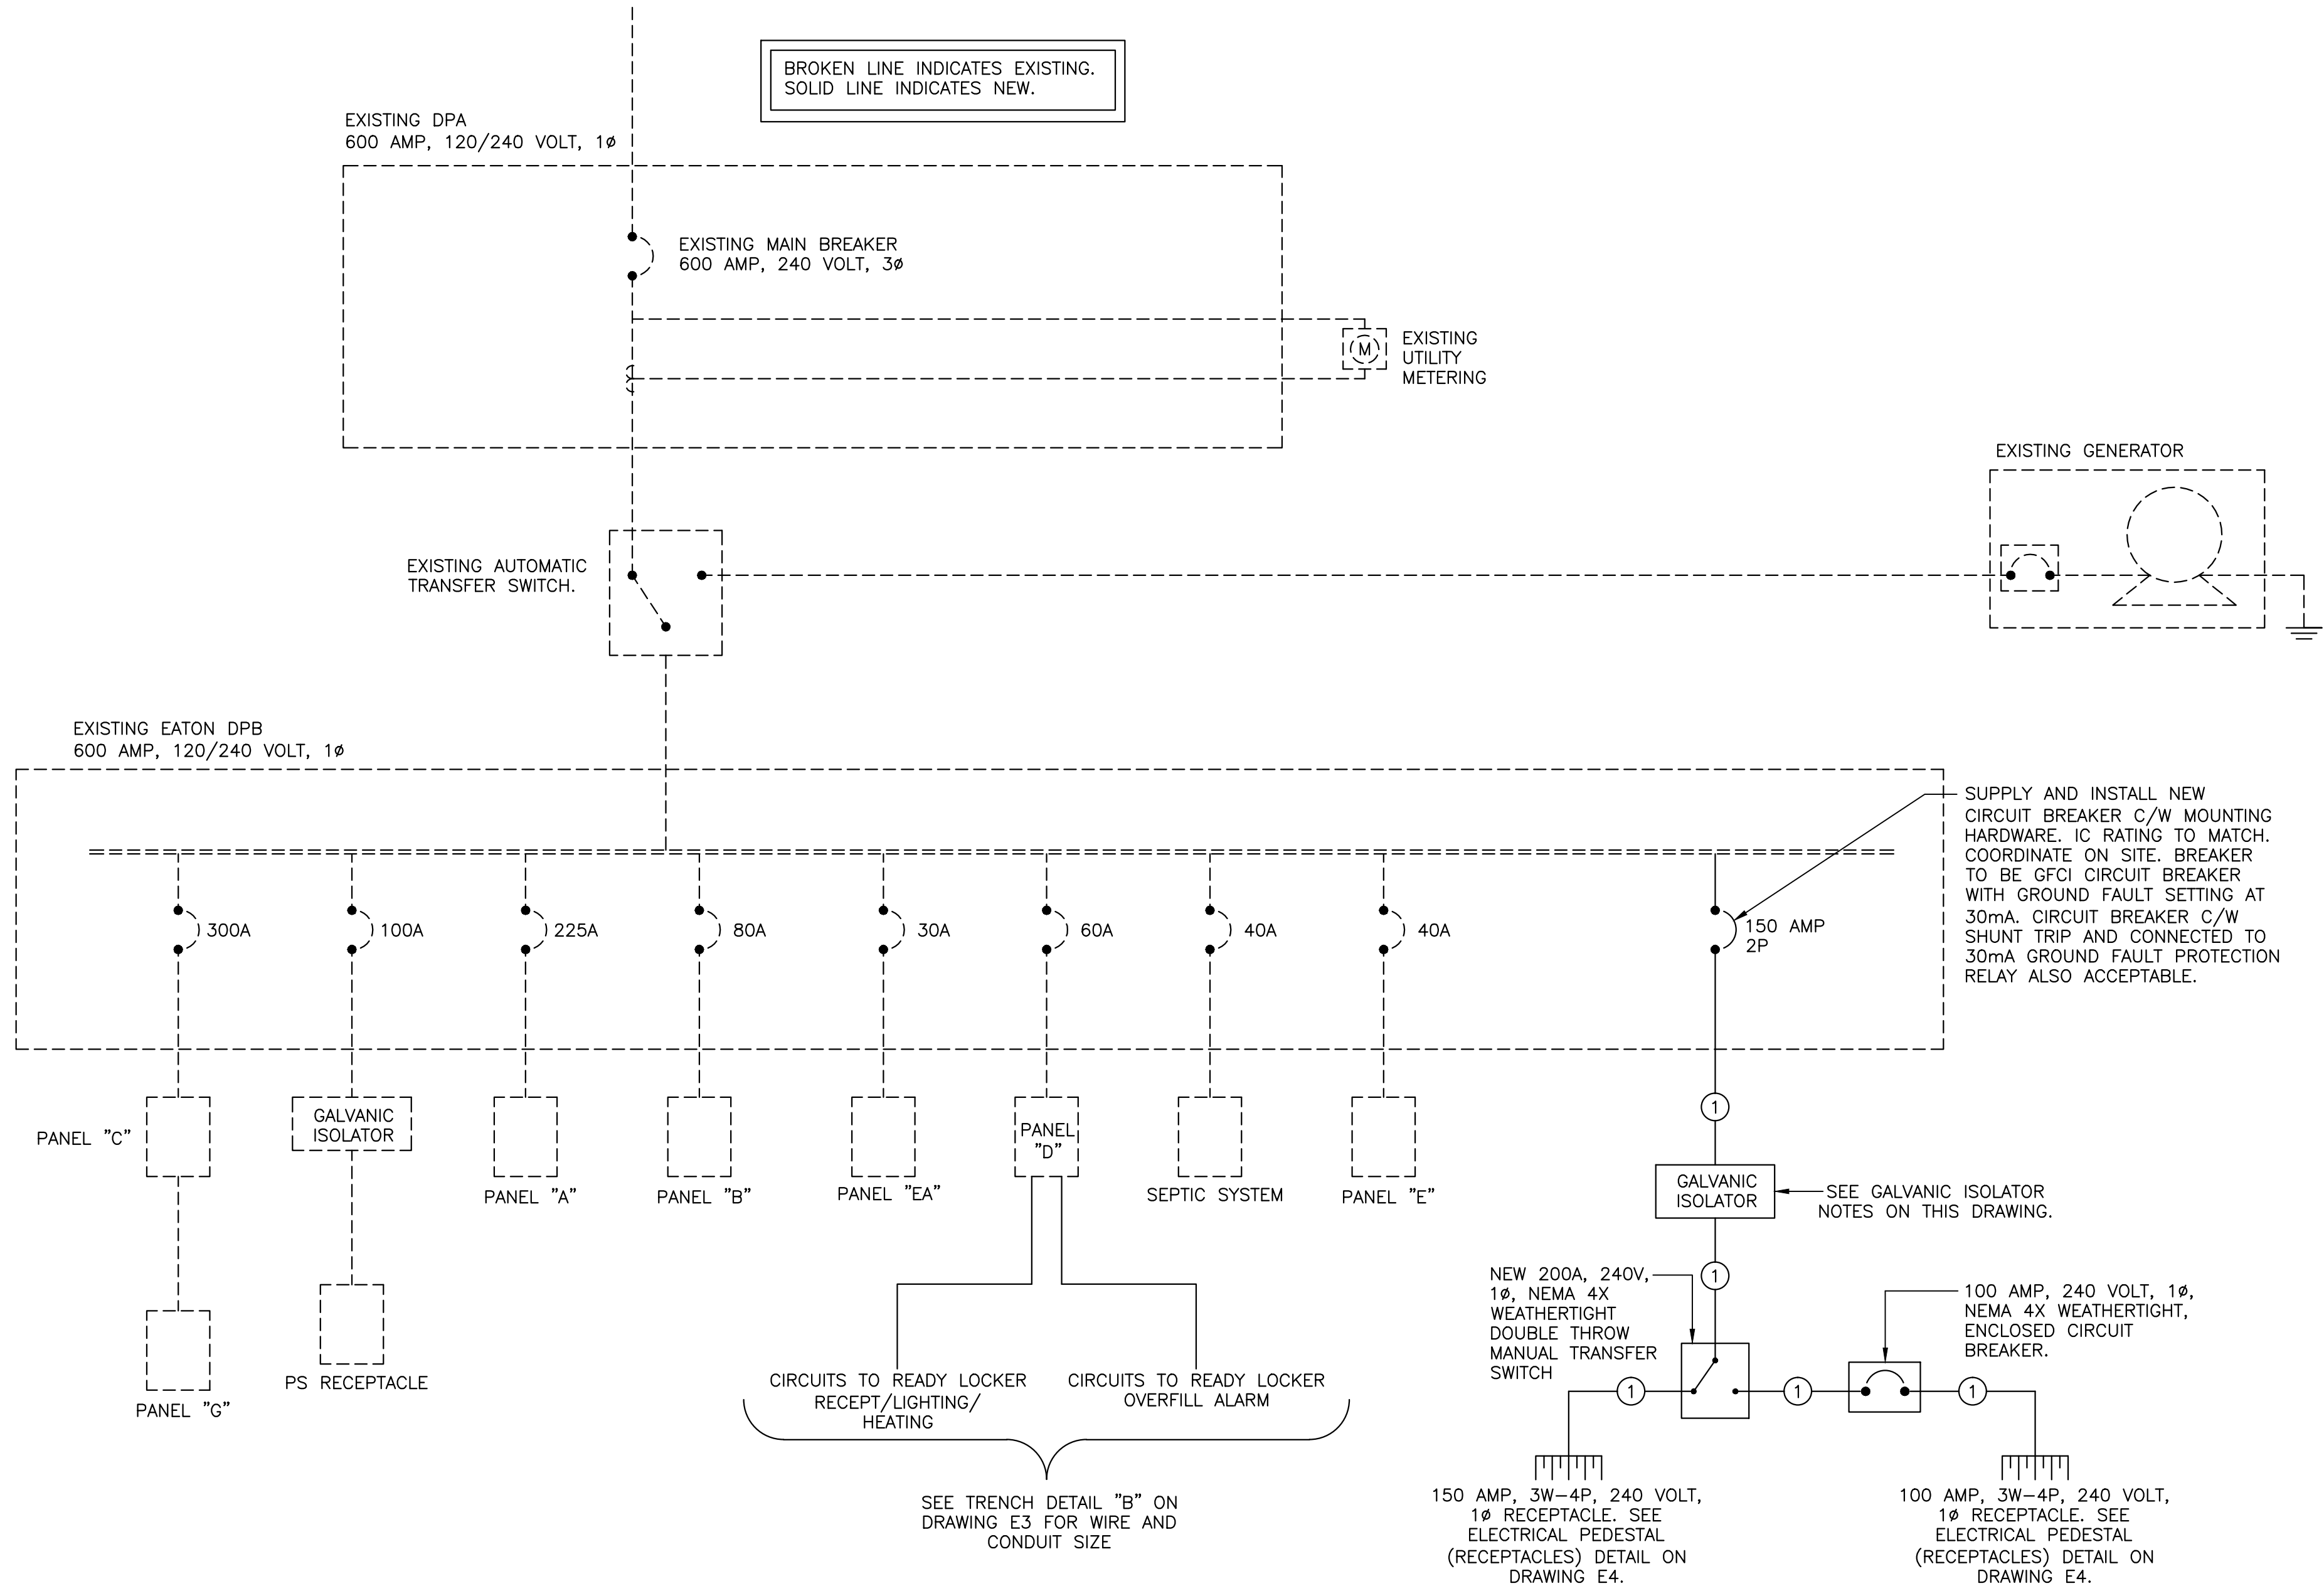 BROKEN LINE INDICATES EXISTING.
SOLID LINE INDICATES NEW.
EXISTING DPA
600 AMP, 120/240 VOLT, 1ø
EXISTING MAIN BREAKER
600 AMP, 240 VOLT, 3ø
M
EXISTING
UTILITY
METERING
EXISTING GENERATOR
EXISTING AUTOMATIC
TRANSFER SWITCH.
EXISTING EATON DPB
600 AMP, 120/240 VOLT, 1ø
SUPPLY AND INSTALL NEW
CIRCUIT BREAKER C/W MOUNTING
HARDWARE. IC RATING TO MATCH.
COORDINATE ON SITE. BREAKER
TO BE GFCI CIRCUIT BREAKER
WITH GROUND FAULT SETTING AT
30mA. CIRCUIT BREAKER C/W
SHUNT TRIP AND CONNECTED TO
30mA GROUND FAULT PROTECTION
RELAY ALSO ACCEPTABLE.
300A
100A
225A
80A
30A
60A
40A
40A
150 AMP
2P
PANEL "C"
GALVANIC
ISOLATOR
PANEL "A"
PANEL "B"
PANEL "EA"
PANEL
"D"
SEPTIC SYSTEM
PANEL "E"
1
GALVANIC
ISOLATOR
SEE GALVANIC ISOLATOR
NOTES ON THIS DRAWING.
1
PANEL "G"
PS RECEPTACLE
CIRCUITS TO READY LOCKER
RECEPT/LIGHTING/
HEATING
CIRCUITS TO READY LOCKER
OVERFILL ALARM
SEE TRENCH DETAIL "B" ON
DRAWING E3 FOR WIRE AND
CONDUIT SIZE
NEW 200A, 240V,
1ø, NEMA 4X
WEATHERTIGHT
DOUBLE THROW
MANUAL TRANSFER
SWITCH
100 AMP, 240 VOLT, 1ø,
NEMA 4X WEATHERTIGHT,
ENCLOSED CIRCUIT
BREAKER.
1
1
1
150 AMP, 3W-4P, 240 VOLT,
1ø RECEPTACLE. SEE
ELECTRICAL PEDESTAL
(RECEPTACLES) DETAIL ON
DRAWING E4.
100 AMP, 3W-4P, 240 VOLT,
1ø RECEPTACLE. SEE
ELECTRICAL PEDESTAL
(RECEPTACLES) DETAIL ON
DRAWING E4.